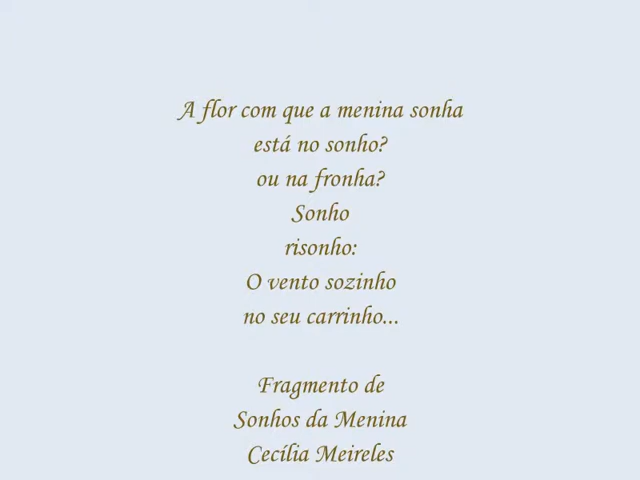 A flor com que a menina sonha
está no sonho?
ou na fronha?
Sonho
risonho:
O vento sozinho
no seu carrinho...
Fragmento de
Sonhos da Menina
Cecília Meireles